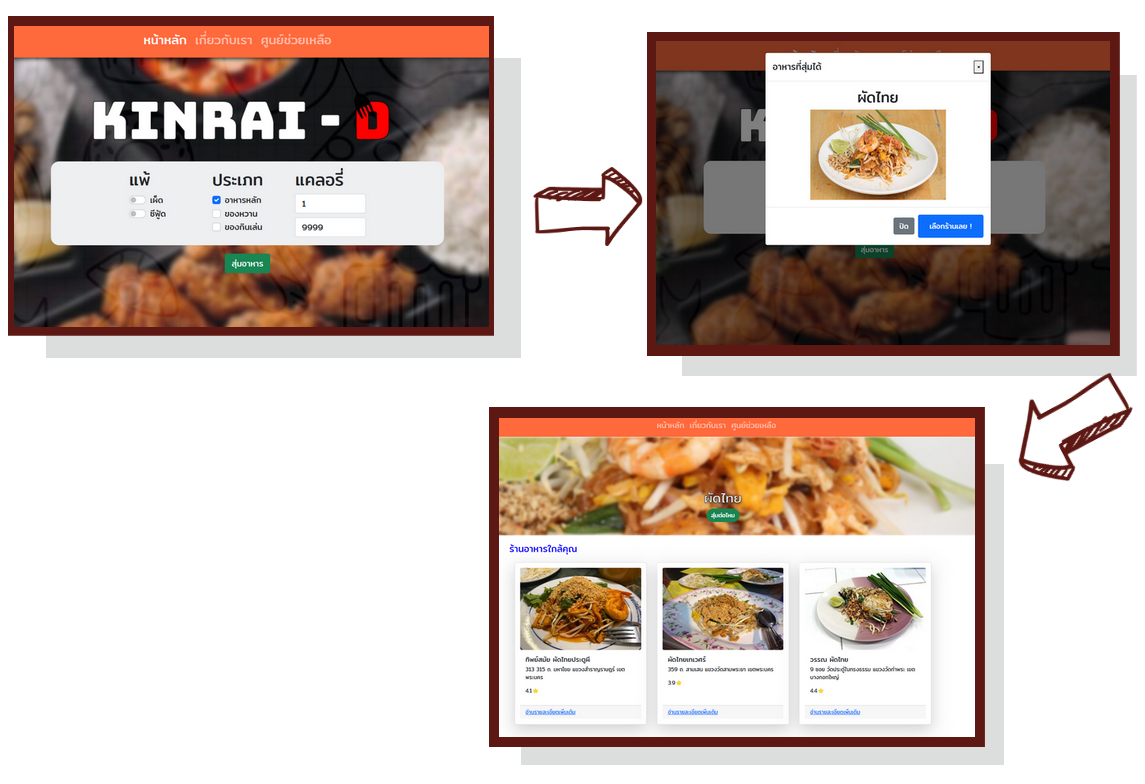 หน้าหลัก เกี่ยวกับเรา ศูนย์ช่วยเหลือ
KINRAI - D
แพ้
เห็ด
ซีฟู้ด
ประเภท
อาหารหลัก
ของหวาน
ของกินเล่น
แคลอรี่
1
9999
สุ่มอาหาร
อาหารที่สุ่มได้
×
ผัดไทย
ปิด
เลือกร้านเลย !
K
D
สุ่มอาหาร
หน้าหลัก เกี่ยวกับเรา ศูนย์ช่วยเหลือ
ผัดไทย
สุ่มต่อไหม
ร้านอาหารใกล้คุณ
ทิพย์สมัย ผัดไทยประตูผี
313 315 ถ. มหาไชย แขวงสำราญราษฎร์ เขต
พระนคร
4.1
อ่านรายละเอียดเพิ่มเติม
ผัดไทยเทเวศร์
359 ถ. สามเสน แขวงวัดสามพระยา เขตพระนคร
3.9
อ่านรายละเอียดเพิ่มเติม
วรรณ ผัดไทย
9 ซอย วัดประดู่ในทรงธรรม แขวงวัดท่าพระ เขต
บางกอกใหญ่
4.4
อ่านรายละเอียดเพิ่มเติม